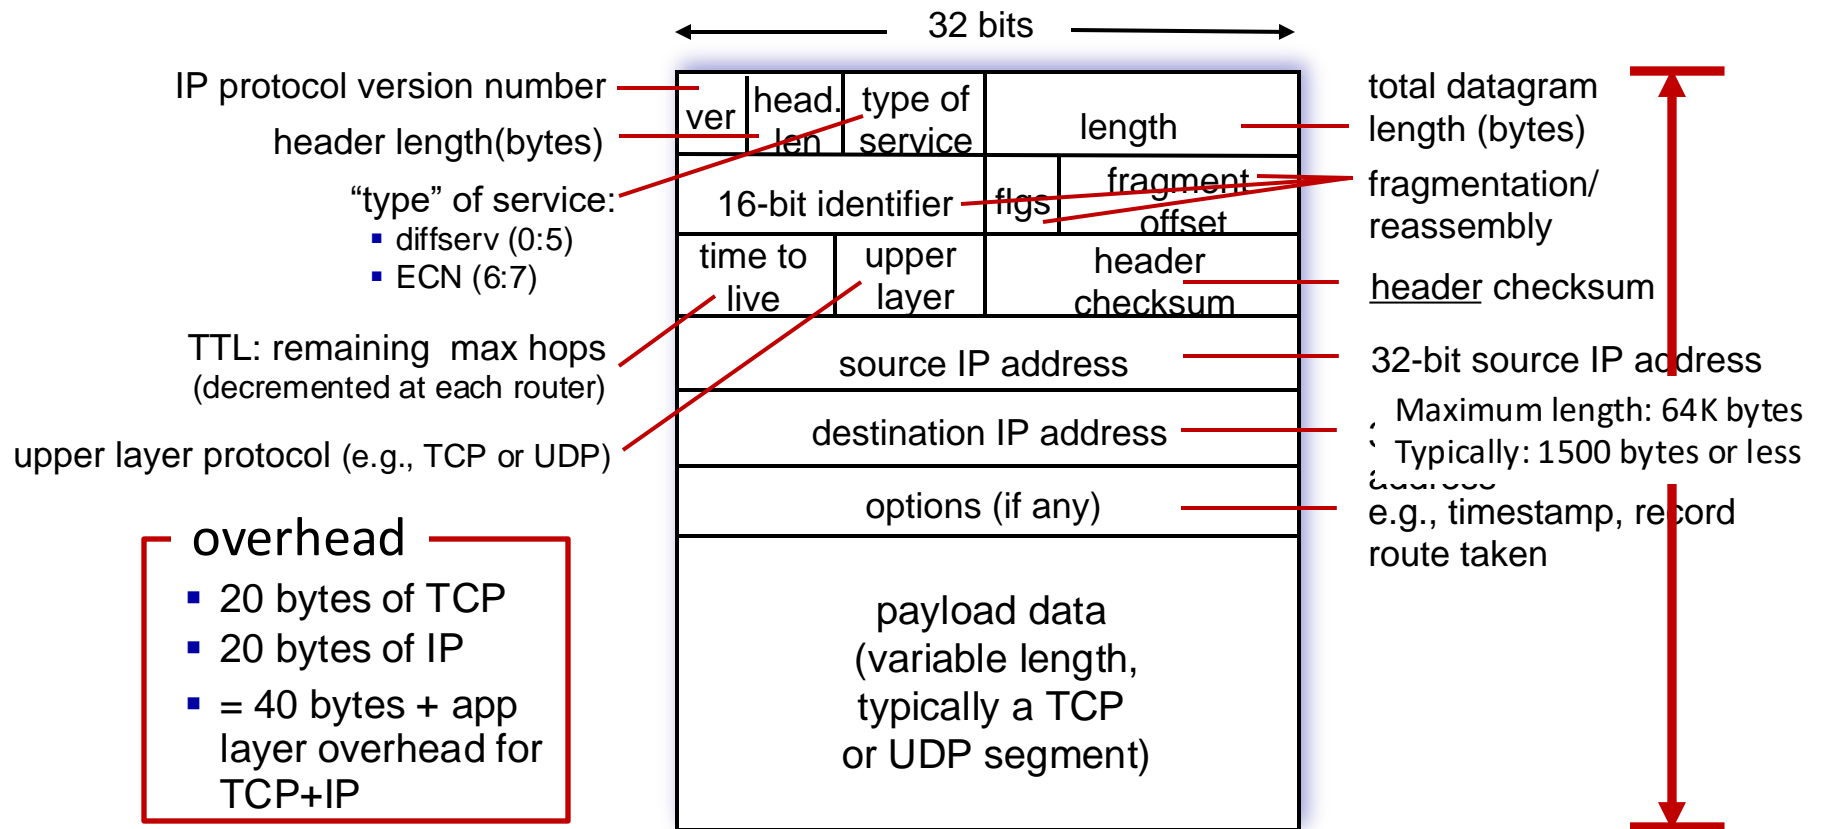 32 bits
IP protocol version number
header length(bytes)
“type” of service:
▪ diffserv (0:5)
▪ ECN (6:7)
TTL: remaining  max hops
(decremented at each router)
upper layer protocol (e.g., TCP or UDP)
overhead
▪ 20 bytes of TCP
▪ 20 bytes of IP
▪ = 40 bytes + app
layer overhead for
TCP+IP
ver
head.
len
type of
service
length
16-bit identifier
flgs
fragment
offset
time to
live
upper
layer
header
checksum
source IP address
destination IP address
options (if any)
payload data
(variable length,
typically a TCP
or UDP segment)
total datagram
length (bytes)
fragmentation/
reassembly
header checksum
32-bit source IP address
Maximum length: 64K bytes
Typically: 1500 bytes or less
address
e.g., timestamp, record
route taken